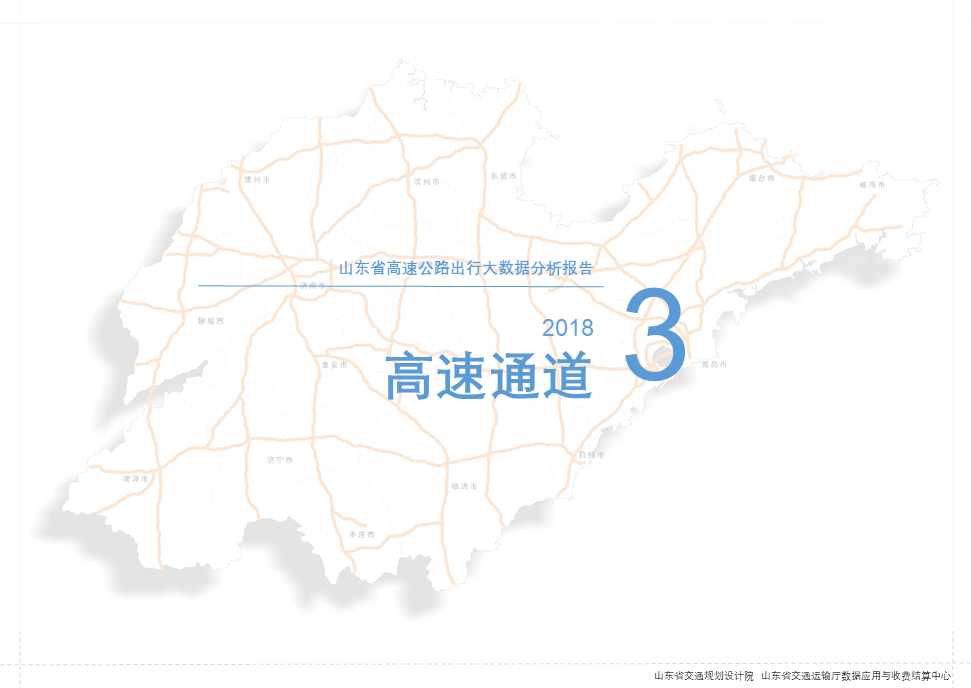 德州市
滨州市
东营市
烟台市
威海市
山东省高速公路出行大数据分析报告
济南市
3
聊城市
2018
高速通道
泰安市
青岛市
日照市
济宁市
菏泽市
临沂市
枣庄市
山东省交通规划设计院 山东省交通运输厅数据应用与收费结算中心